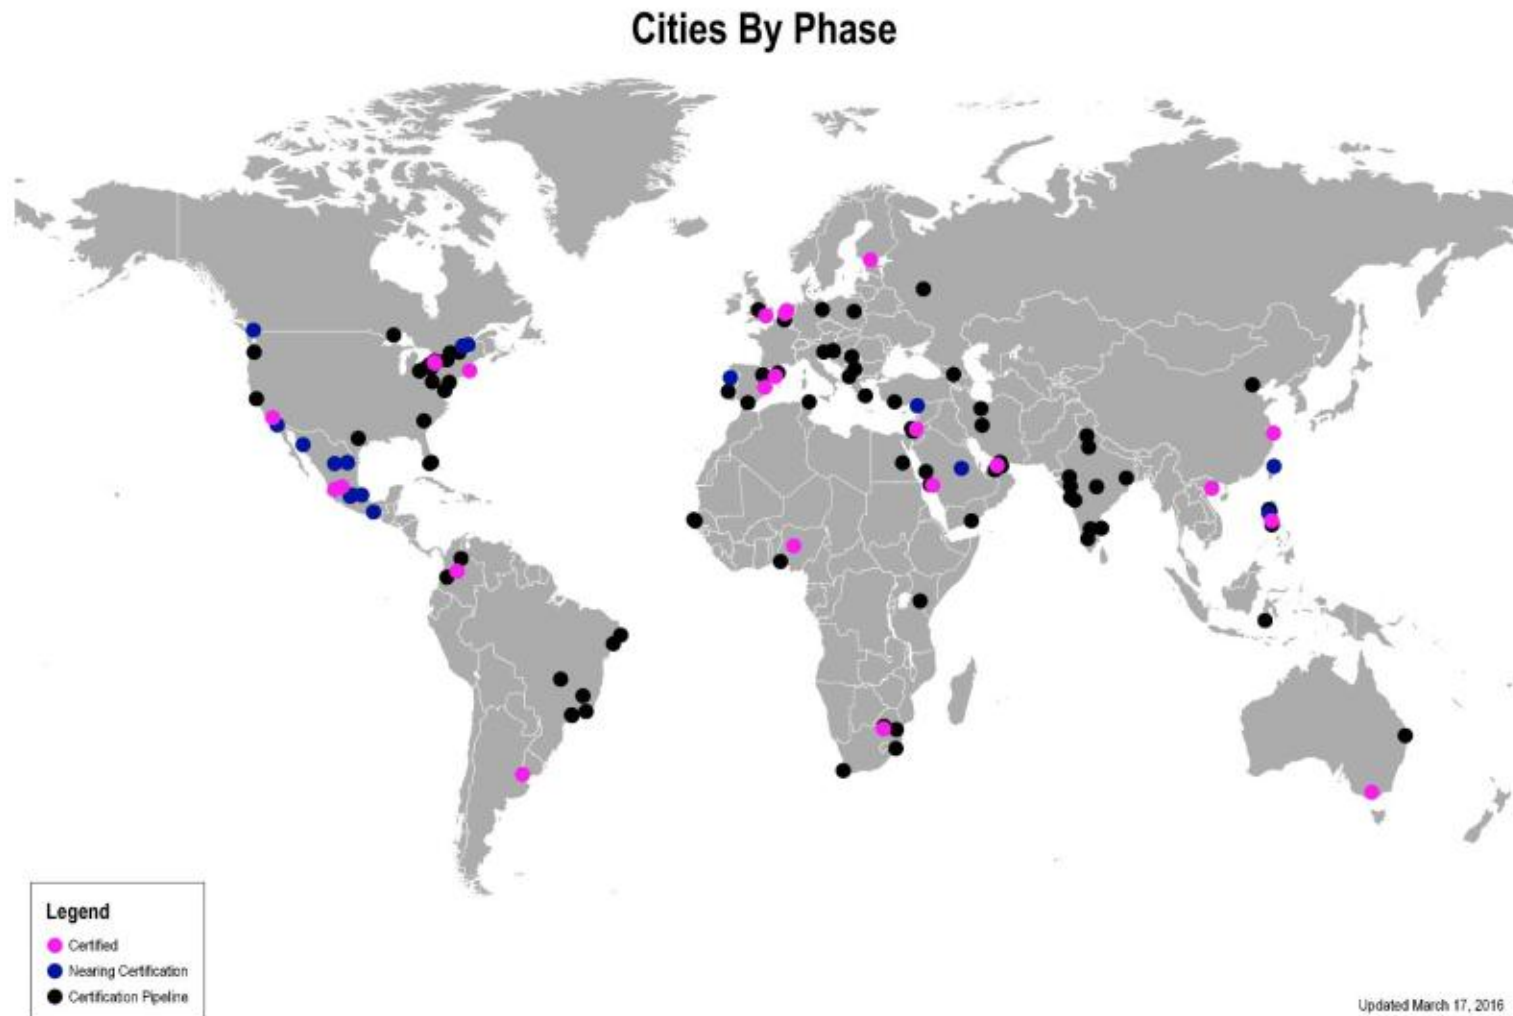 Cities By Phase
Legend
Certified
Nearing Certification
Certification Pipeline
Updated March 17, 2016